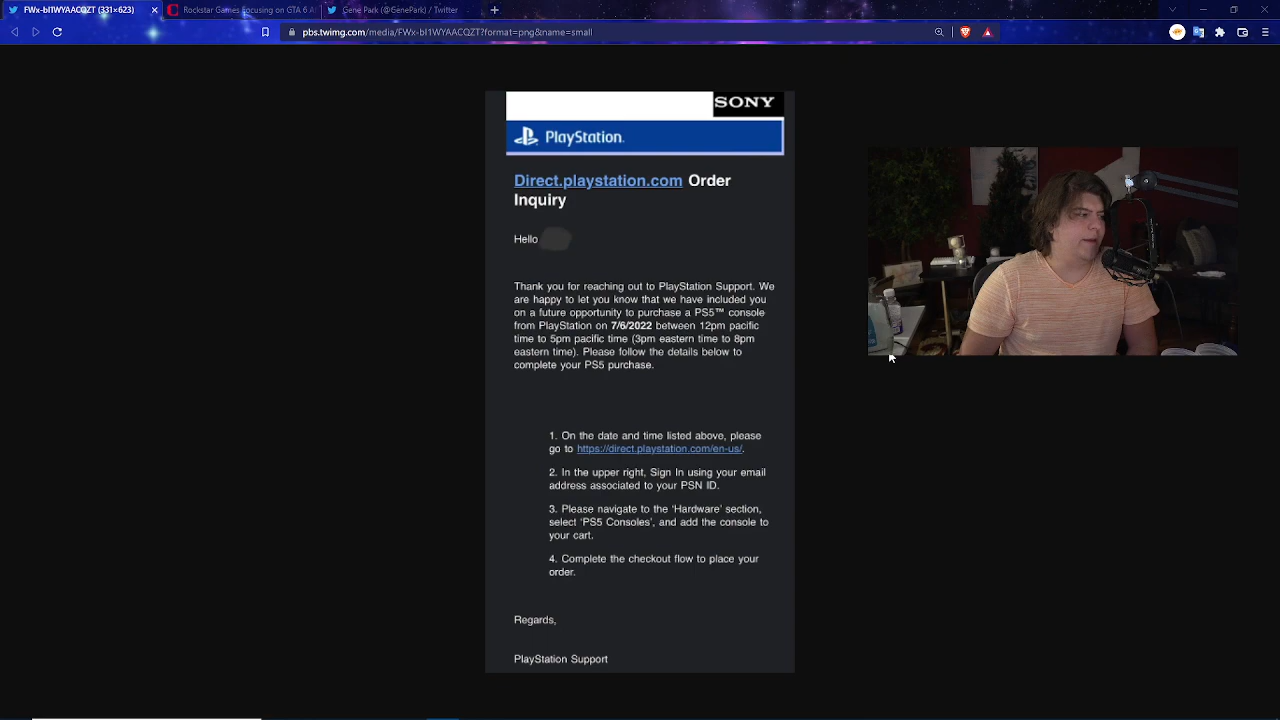 FWx-bI1WYAACQZT (331×623)
Rockstar Games Focusing on GTA 6 A
Gene Park (@GenePark) / Twitter
pbs.twimg.com/media/FWx-bI1WYAACQZT?format=png&name=small
SONY
PlayStation.
Direct.playstation.com Order
Inquiry
Hello
Thank you for reaching out to PlayStation Support. We
are happy to let you know that we have included you
on a future opportunity to purchase a PS5™ console
from PlayStation on 7/6/2022 between 12pm pacific
time to 5pm pacific time (3pm eastern time to 8pm
eastern time). Please follow the details below to
complete your PS5 purchase.
1. On the date and time listed above, please
go to https://direct.playstation.com/en-us/.
2. In the upper right, Sign In using your email
address associated to your PSN ID.
3. Please navigate to the 'Hardware' section,
select 'PS5 Consoles', and add the console to
your cart.
4. Complete the checkout flow to place your
order.
Regards,
PlayStation Support